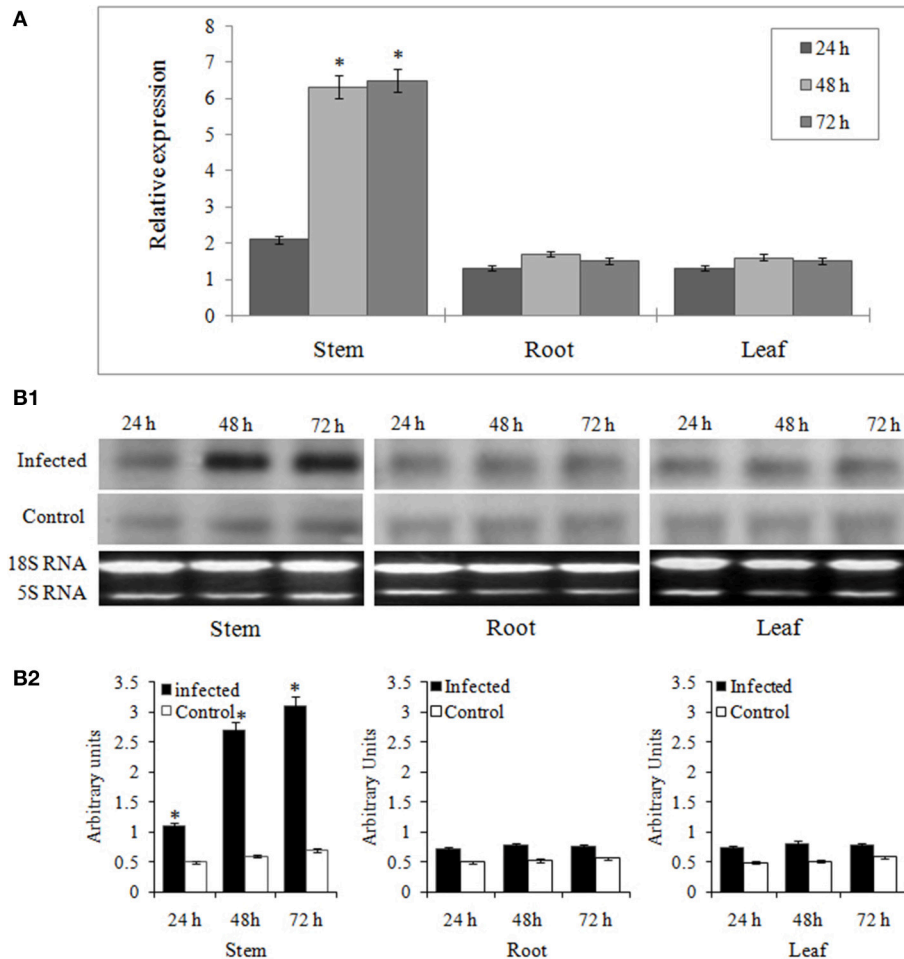 A
Relative expression
8
7
6
5
4
3
2
1
0
* *
24 h
48 h
72 h
Stem Root Leaf
B1
24 h 48 h 72 h 24 h 48 h 72 h 24 h 48 h 72 h
Infected
Control
18S RNA
5S RNA
Stem Root Leaf
B2
Arbitrary units
3.5
3
2.5
2
1.5
1
0.5
0
infected
Control
* * *
24 h 48h 72 h
Stem
Arbitrary Units
3.5
3
2.5
2
1.5
1
0.5
0
Infected
Control
24 h 48 h 72 h
Root
Arbitrary Units
3.5
3
2.5
2
1.5
1
0.5
0
Infected
Control
24 h 48 h 72 h
Leaf